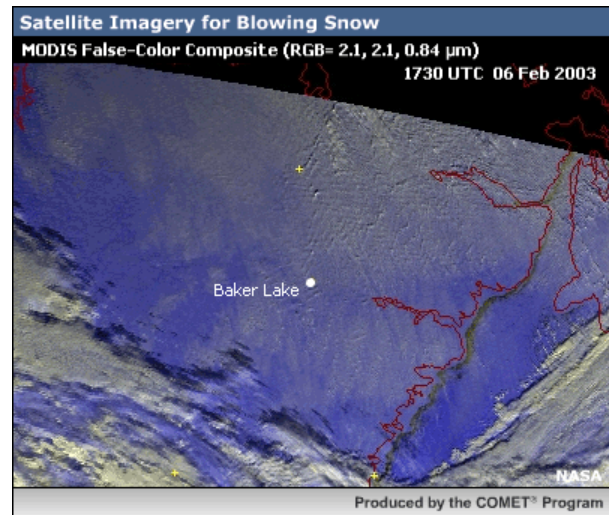 Satellite Imagery for Blowing Snow
MODIS False-Color Composite (RGB= 2.1, 2.1, 0.84 µm)
1730 UTC 06 Feb 2003
Baker Lake
NASA
Produced by the COMET® Program